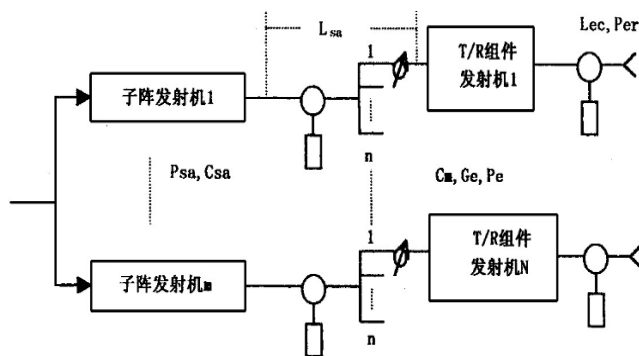 Lsa
1
Lec, Per
T/R组件
发射机1
子阵发射机1
n
Psa, Csa
Cm, Ge, Pe
1
T/R组件
发射机N
子阵发射机m
n